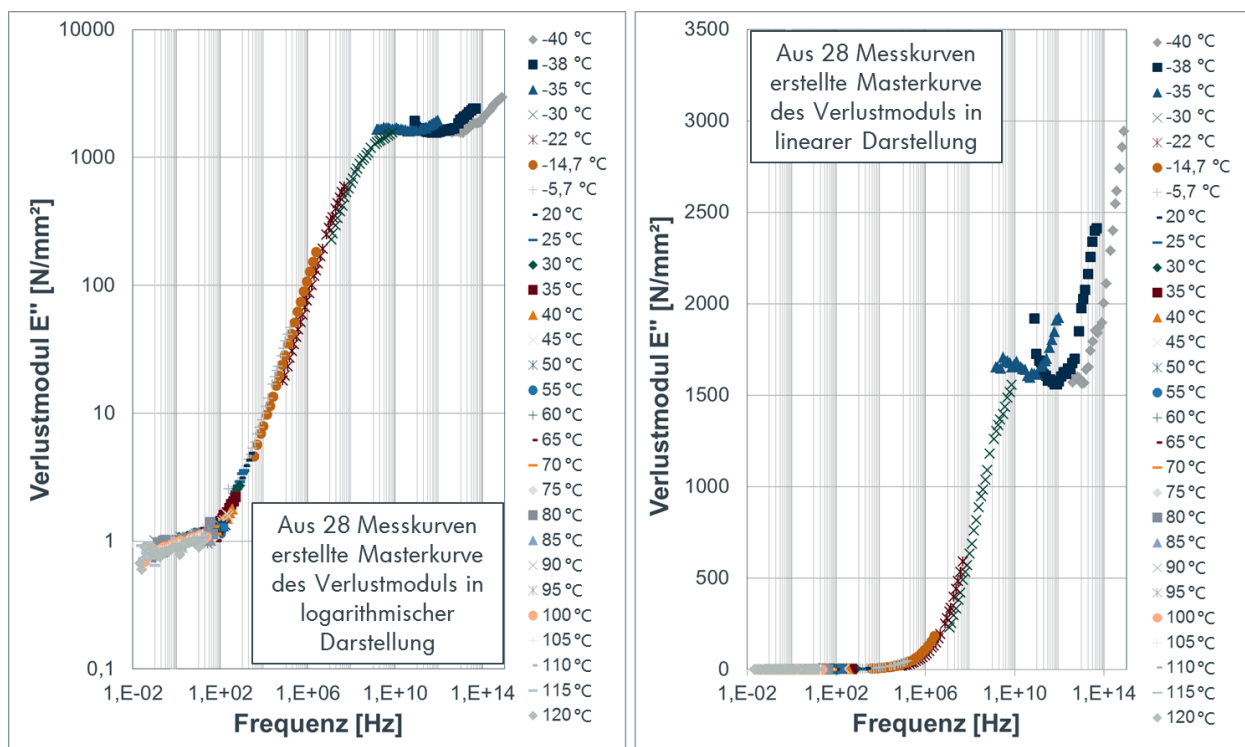 10000
1000
100
10
1
0,1
Verlustmodul E" [N/mm²]
1,E-02
1,E+02
1,E+06
1,E+10
1,E+14
Frequenz [Hz]
Aus 28 Messkurven
erstellte Masterkurve
des Verlustmoduls in
logarithmischer
Darstellung
-40 °C
-38 °C
-35 °C
-30 °C
-22 °C
-14,7 °C
-5,7 °C
20 °C
25 °C
30 °C
35 °C
40 °C
45 °C
50 °C
55 °C
60 °C
65 °C
70 °C
75 °C
80 °C
85 °C
90 °C
95 °C
100 °C
105 °C
110 °C
115 °C
120 °C
3500
3000
2500
2000
1500
1000
500
0
Verlustmodul E" [N/mm²]
1,E-02
1,E+02
1,E+06
1,E+10
1,E+14
Frequenz [Hz]
Aus 28 Messkurven
erstellte Masterkurve
des Verlustmoduls in
linearer Darstellung
-40 °C
-38 °C
-35 °C
-30 °C
-22 °C
-14,7 °C
-5,7 °C
20 °C
25 °C
30 °C
35 °C
40 °C
45 °C
50 °C
55 °C
60 °C
65 °C
70 °C
75 °C
80 °C
85 °C
90 °C
95 °C
100 °C
105 °C
110 °C
115 °C
120 °C